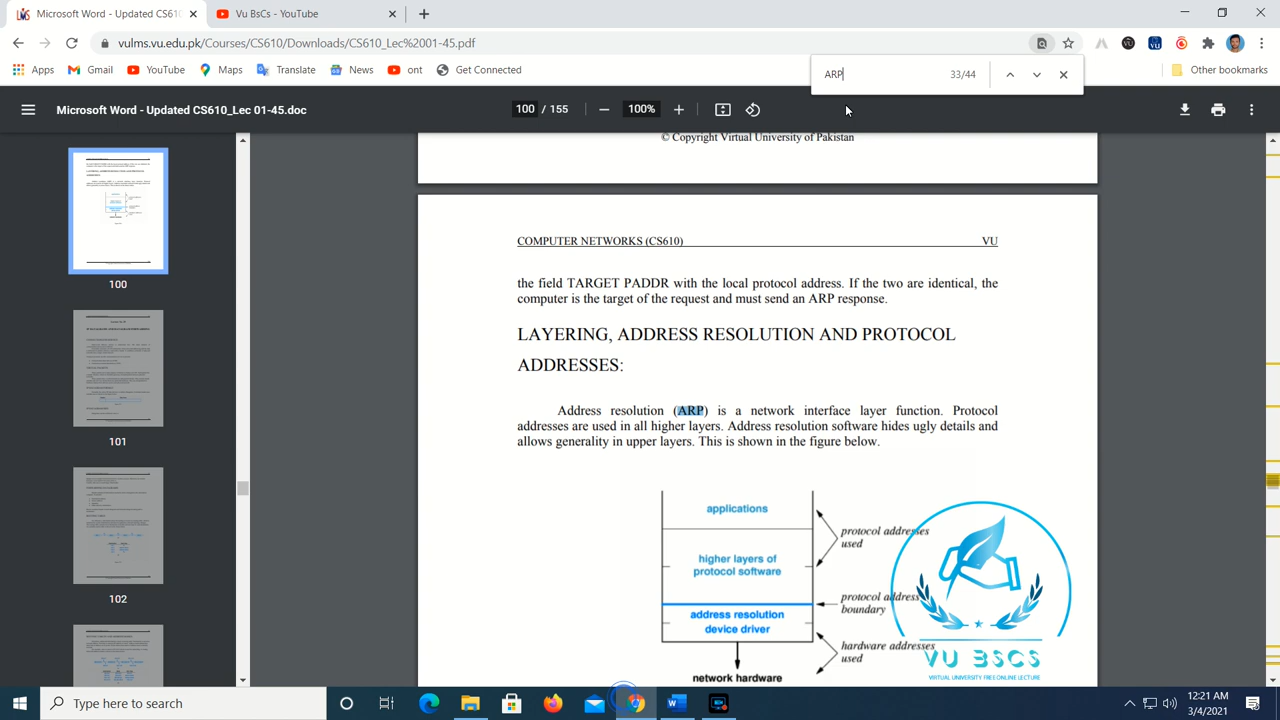 Microsoft Word - Updated CS610_
Vu BsCs - YouTube
vulms.vu.edu.pk/Courses/CS610/Downloads/CS610_Lec%2001-45.pdf
Apps
Gmail
YouTube
Maps
Translate
News
ont
Get Connected
Other bookmarks
ARP
33/44
Microsoft Word - Updated CS610_Lec 01-45.doc
100 / 155
100%
© Copyright Virtual University of Pakistan
COMPUTER NETWORKS (CS610) VU
the field TARGET PADDR with the local protocol address. If the two are identical, the
computer is the target of the request and must send an ARP response.
LAYERING, ADDRESS RESOLUTION AND PROTOCOL
ADDRESSES:
Address resolution (ARP) is a network interface layer function. Protocol
addresses are used in all higher layers. Address resolution software hides ugly details and
allows generality in upper layers. This is shown in the figure below.
applications
protocol addresses
used
higher layers of
protocol software
protocol address
boundary
address resolution
device driver
hardware addresses
used
network hardware
VU BSCS
VIRTUAL UNIVERSITY FREE ONLINE LECTURE
100
101
102
Type here to search
12:21 AM
3/4/2021